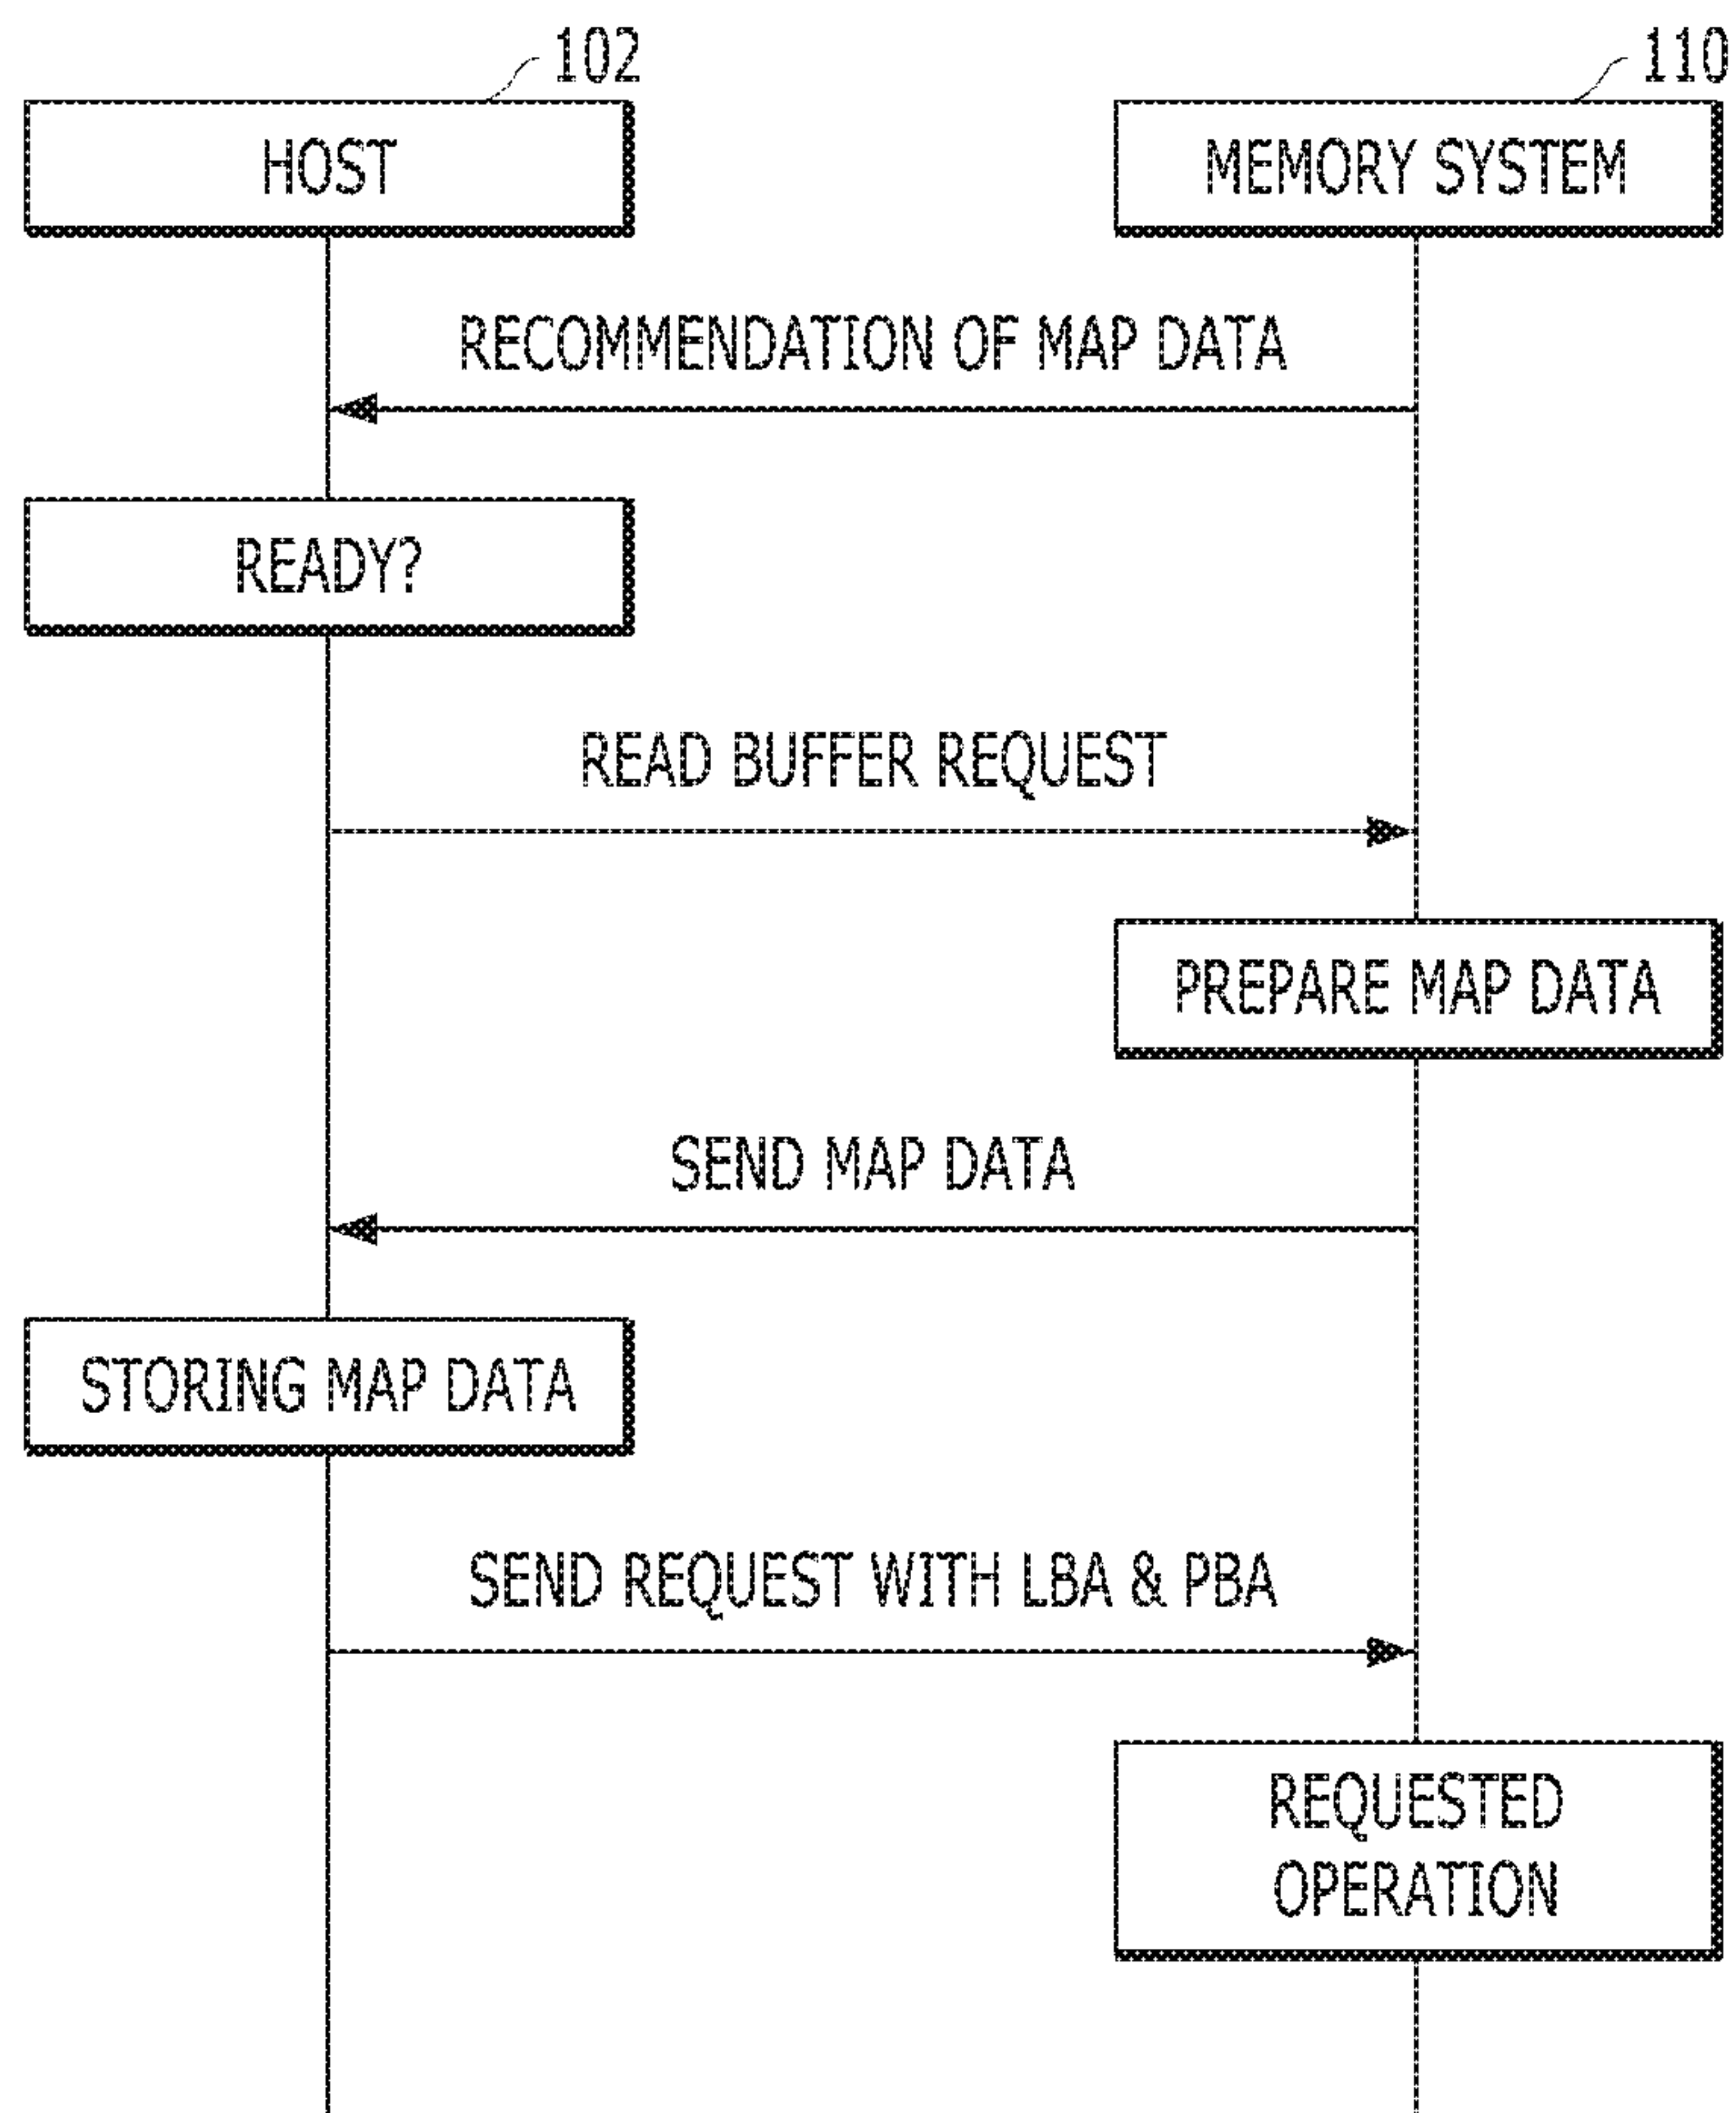 102
110
HOST
MEMORY SYSTEM
RECOMMENDATION OF MAP DATA
READY?
READ BUFFER REQUEST
PREPARE MAP DATA
SEND MAP DATA
STORING MAP DATA
SEND REQUEST WITH LBA & PBA
REQUESTED
OPERATION